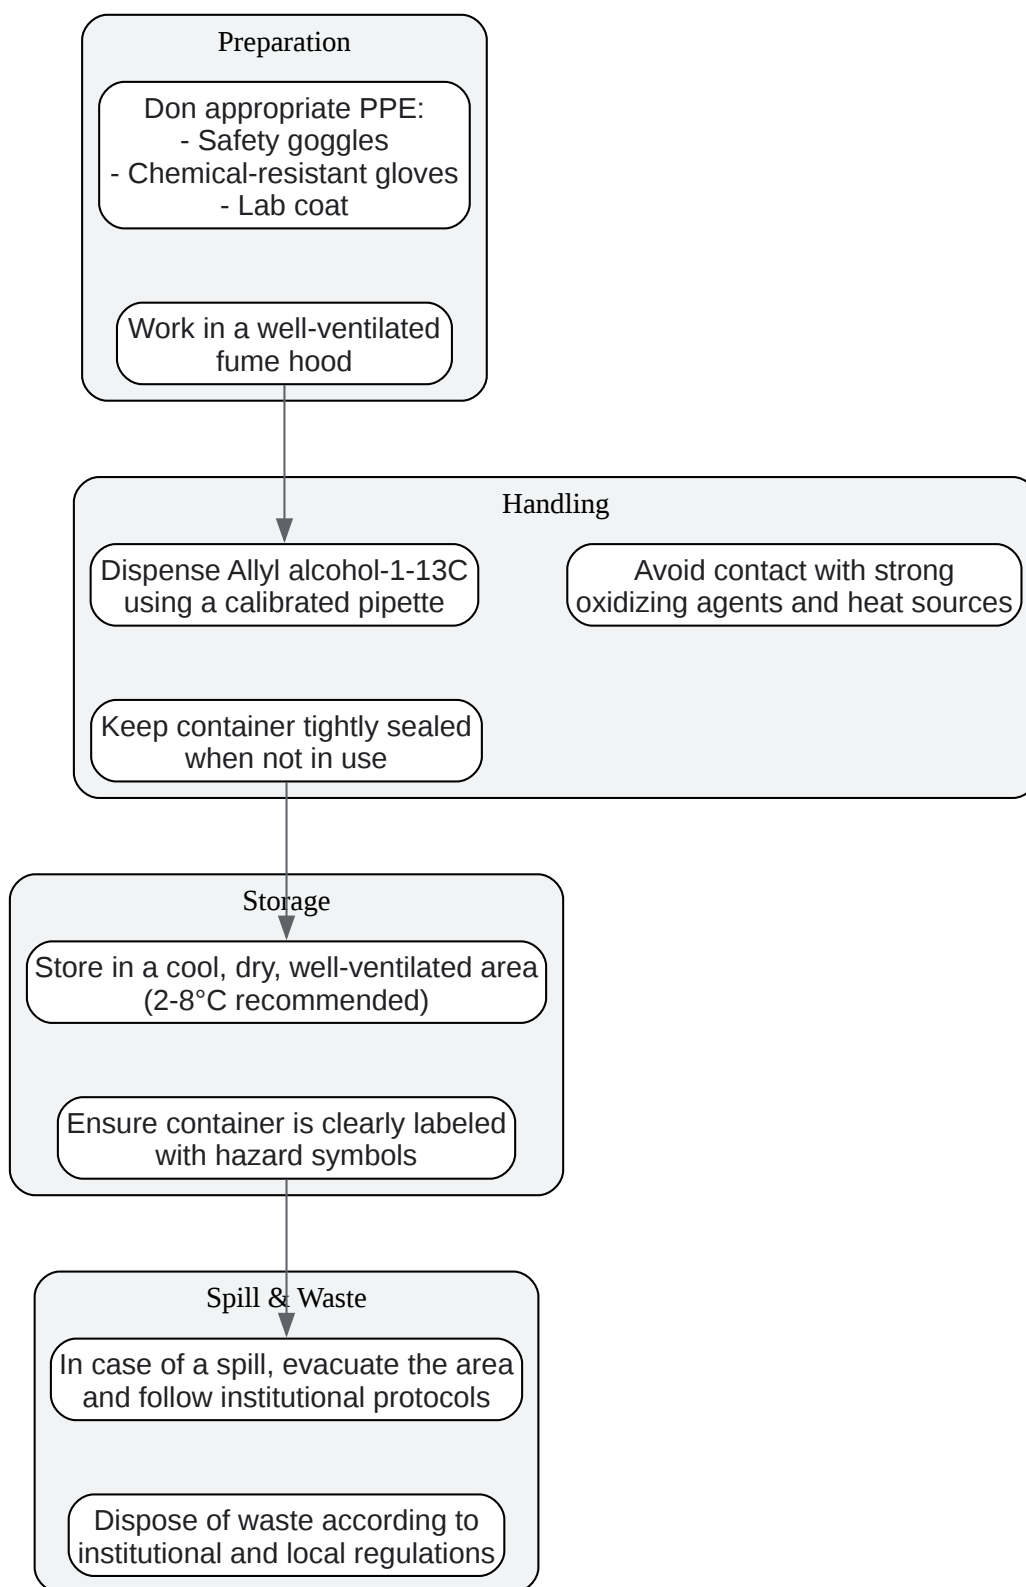 Preparation
Don appropriate PPE:
- Safety goggles
- Chemical-resistant gloves
- Lab coat
Work in a well-ventilated
fume hood
Handling
Dispense Allyl alcohol-1-13C
using a calibrated pipette
Avoid contact with strong
oxidizing agents and heat sources
Keep container tightly sealed
when not in use
Storage
Store in a cool, dry, well-ventilated area
(2-8°C recommended)
Ensure container is clearly labeled
with hazard symbols
Spill & Waste
In case of a spill, evacuate the area
and follow institutional protocols
Dispose of waste according to
institutional and local regulations